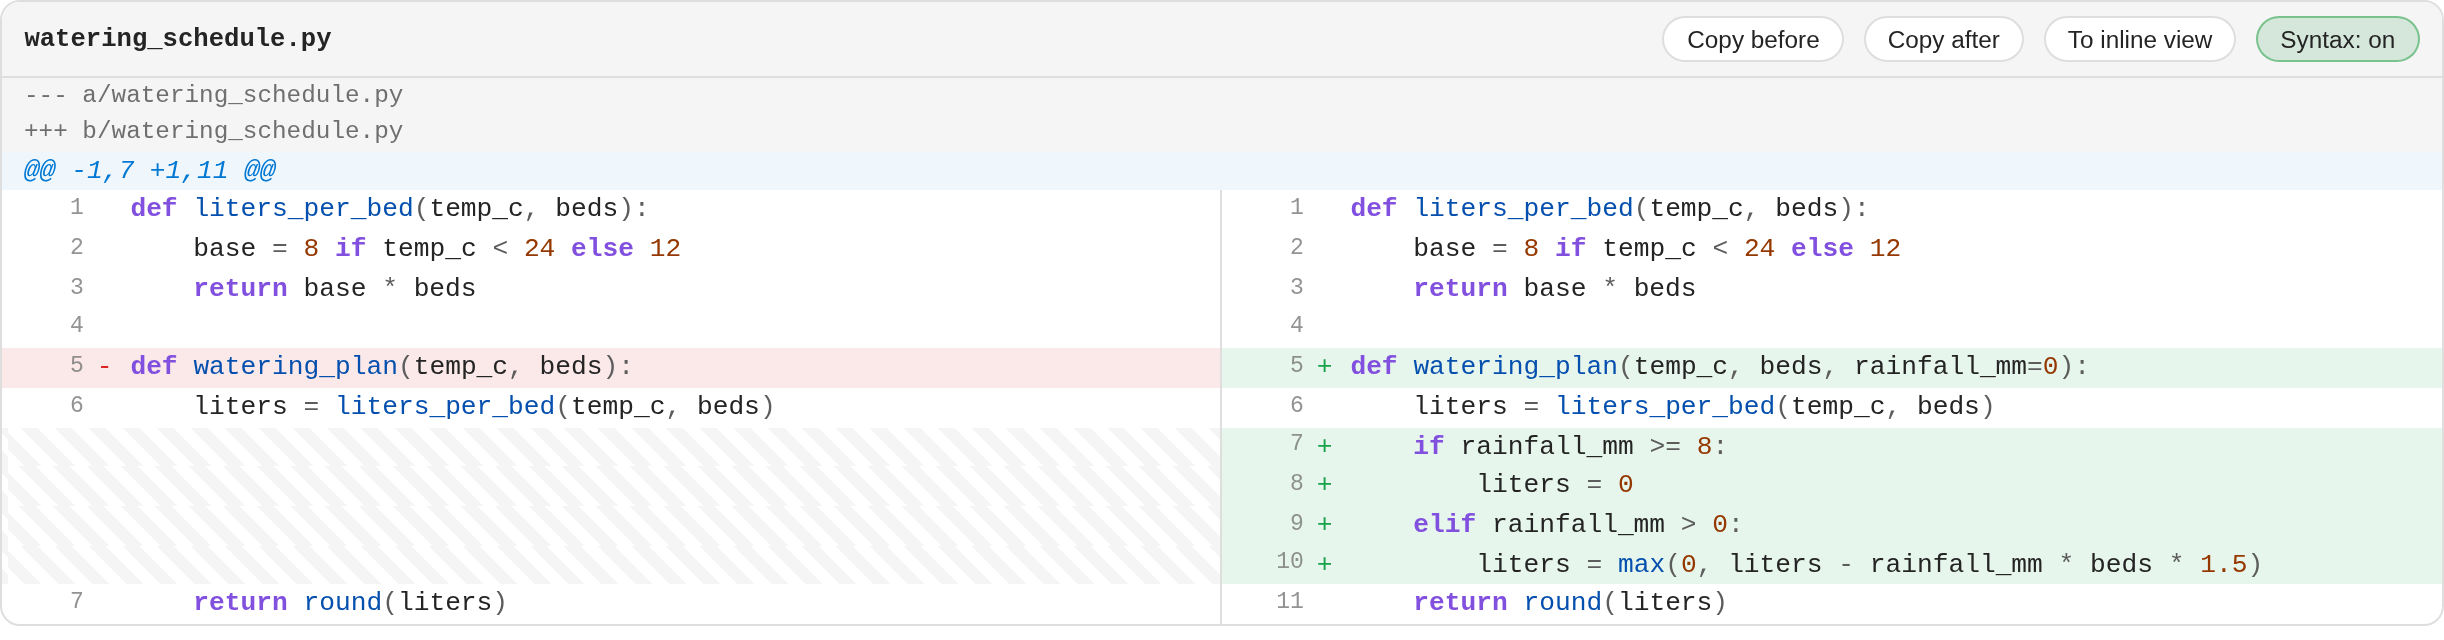 watering_schedule.py
Copy before
Copy after
To inline view
Syntax: on
--- a/watering_schedule.py
+++ b/watering_schedule.py
@@ -1,7 +1,11 @@
1 def liters_per_bed(temp_c, beds):
2     base = 8 if temp_c < 24 else 12
3     return base * beds
4
5 - def watering_plan(temp_c, beds):
6     liters = liters_per_bed(temp_c, beds)
7     return round(liters)
1 def liters_per_bed(temp_c, beds):
2     base = 8 if temp_c < 24 else 12
3     return base * beds
4
5 + def watering_plan(temp_c, beds, rainfall_mm=0):
6     liters = liters_per_bed(temp_c, beds)
7 +     if rainfall_mm >= 8:
8 +         liters = 0
9 +     elif rainfall_mm > 0:
10 +         liters = max(0, liters - rainfall_mm * beds * 1.5)
11     return round(liters)